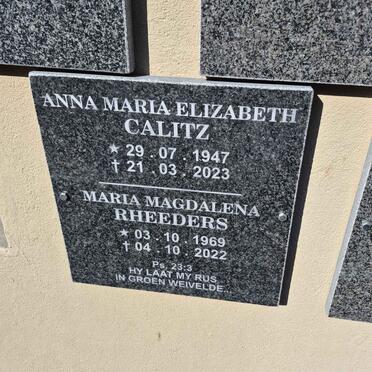 ANNA MARIA ELIZABETH
CALITZ
★ 29 . 07 . 1947
† 21 . 03 . 2023
MARIA MAGDALENA
RHEEDERS
★ 03 . 10 . 1969
† 04 . 10 . 2022
Ps. 23:3
HY LAAT MY RUS
IN GROEN WEIVELDE...